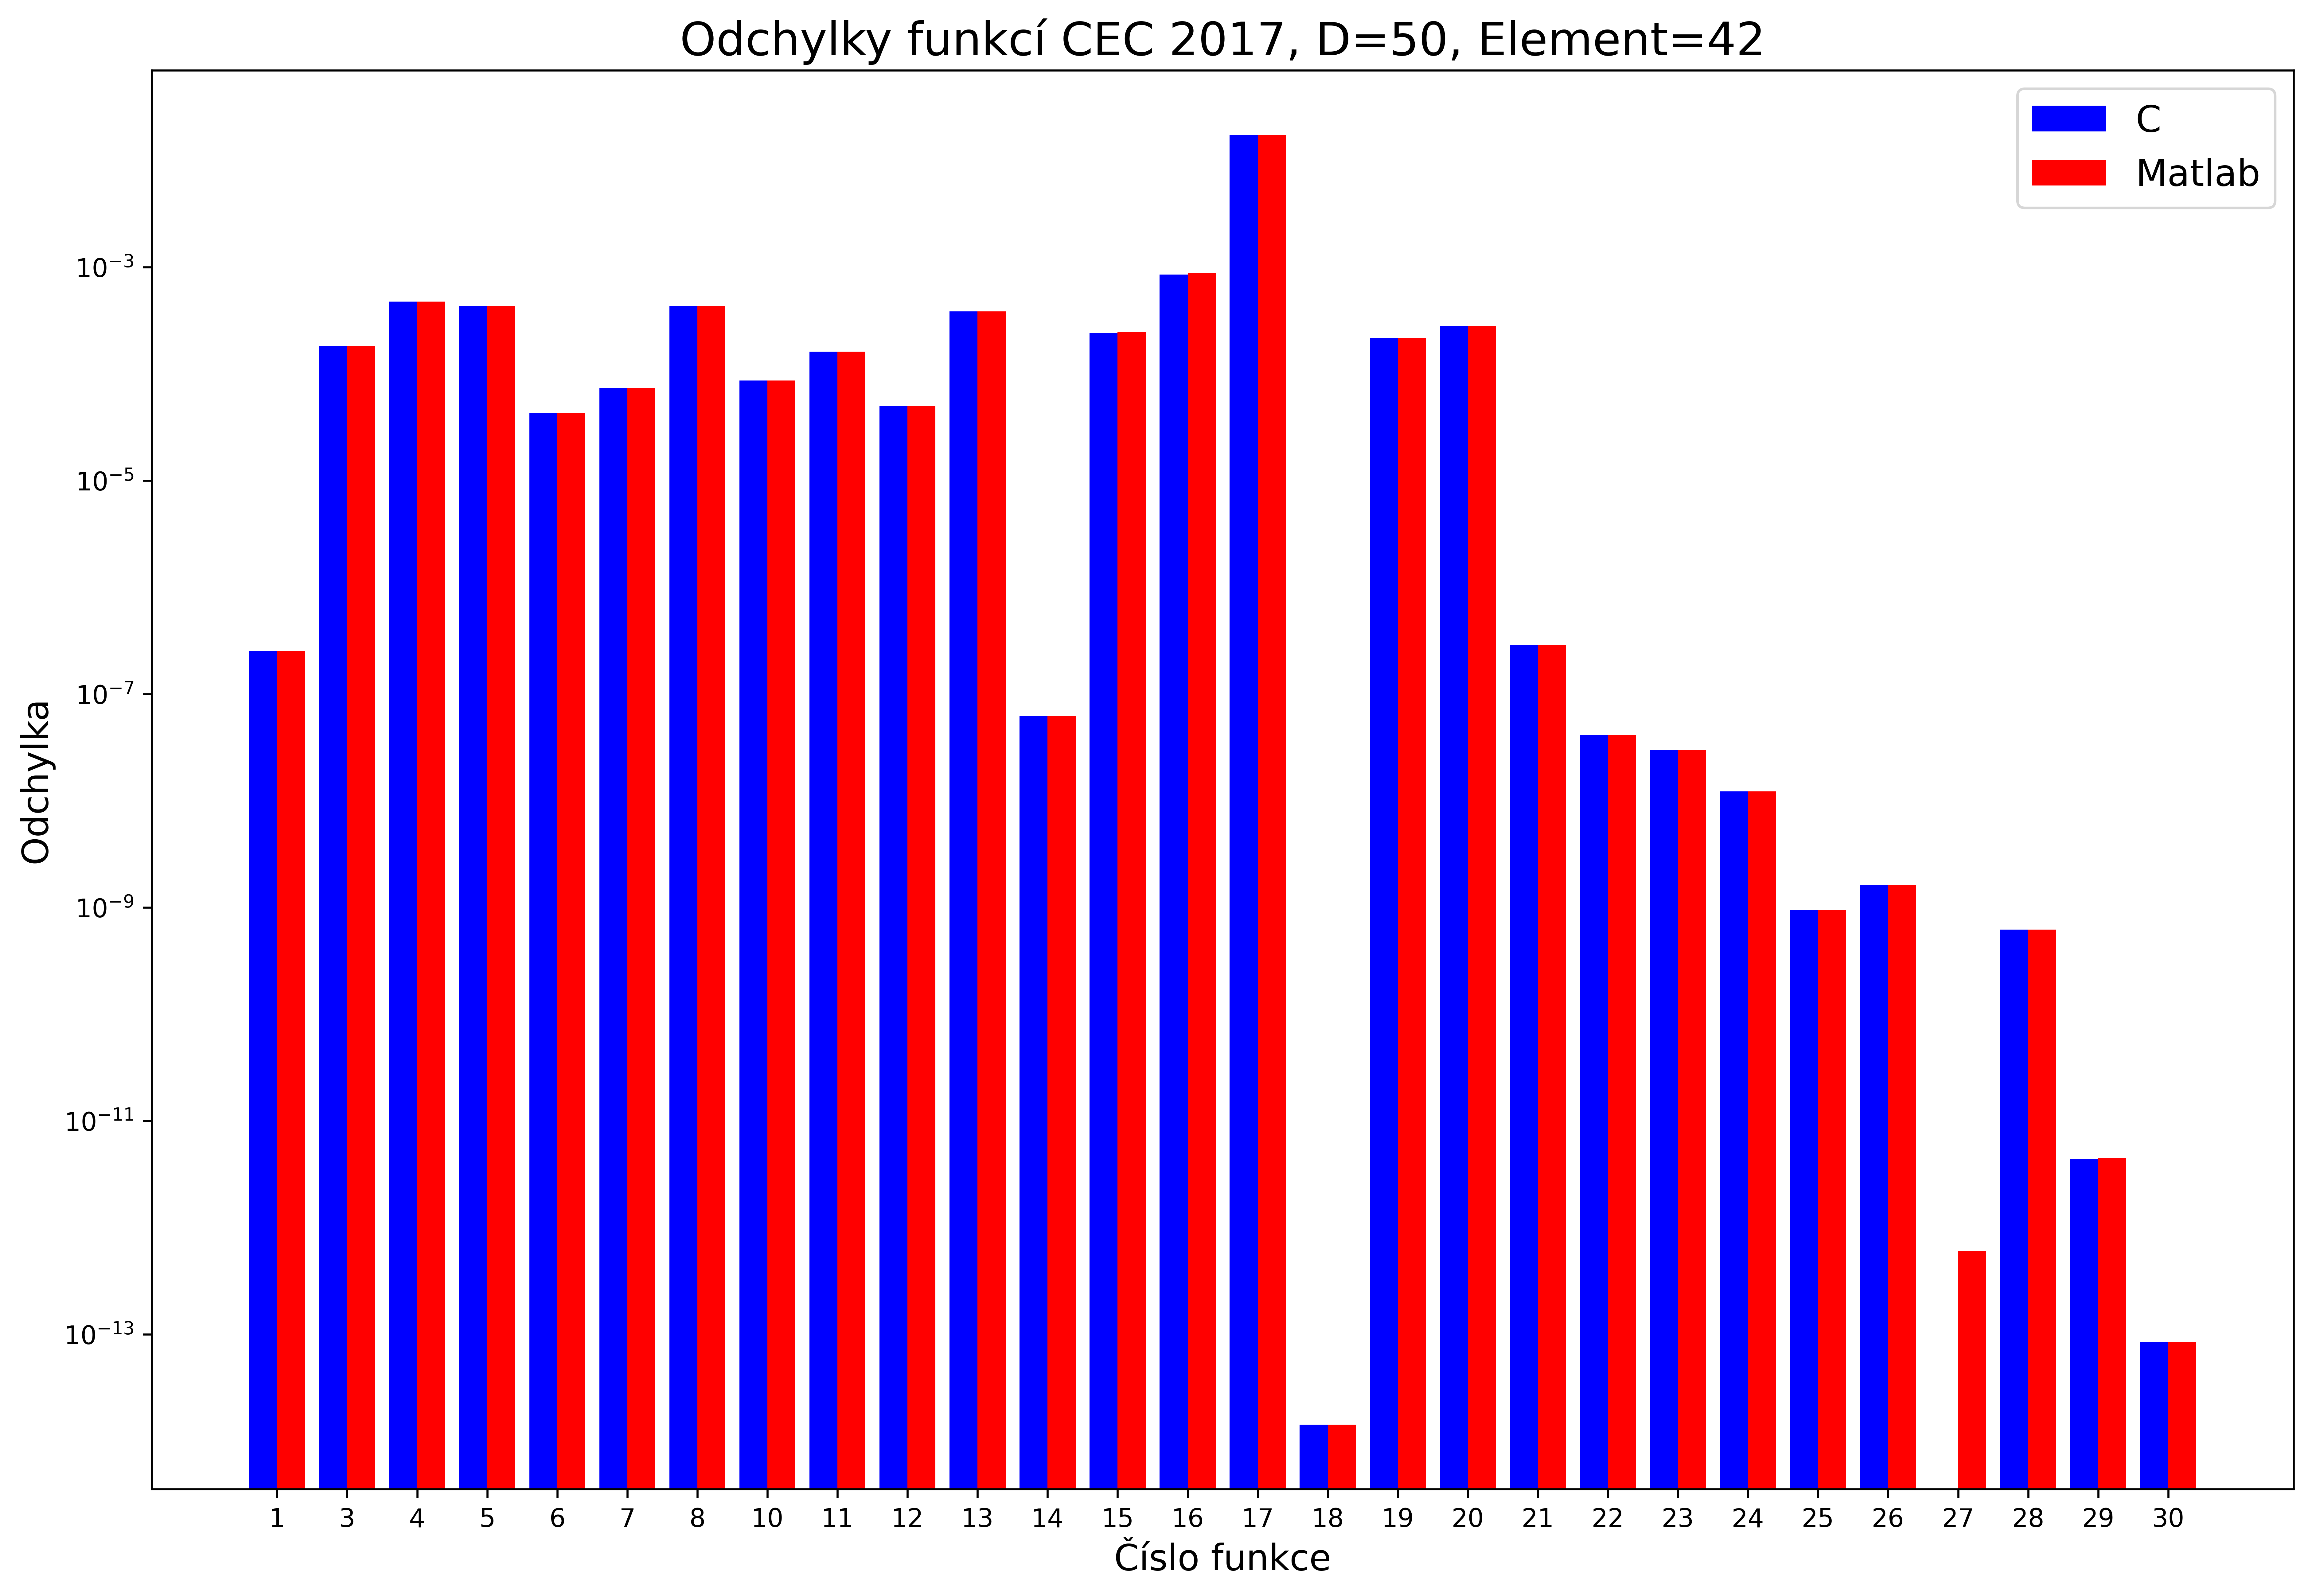 Odchylky funkcí CEC 2017, D=50, Element=42
C
Matlab
Odchylka
10⁻³
10⁻⁵
10⁻⁷
10⁻⁹
10⁻¹¹
10⁻¹³
1 3 4 5 6 7 8 10 11 12 13 14 15 16 17 18 19 20 21 22 23 24 25 26 27 28 29 30
Číslo funkce